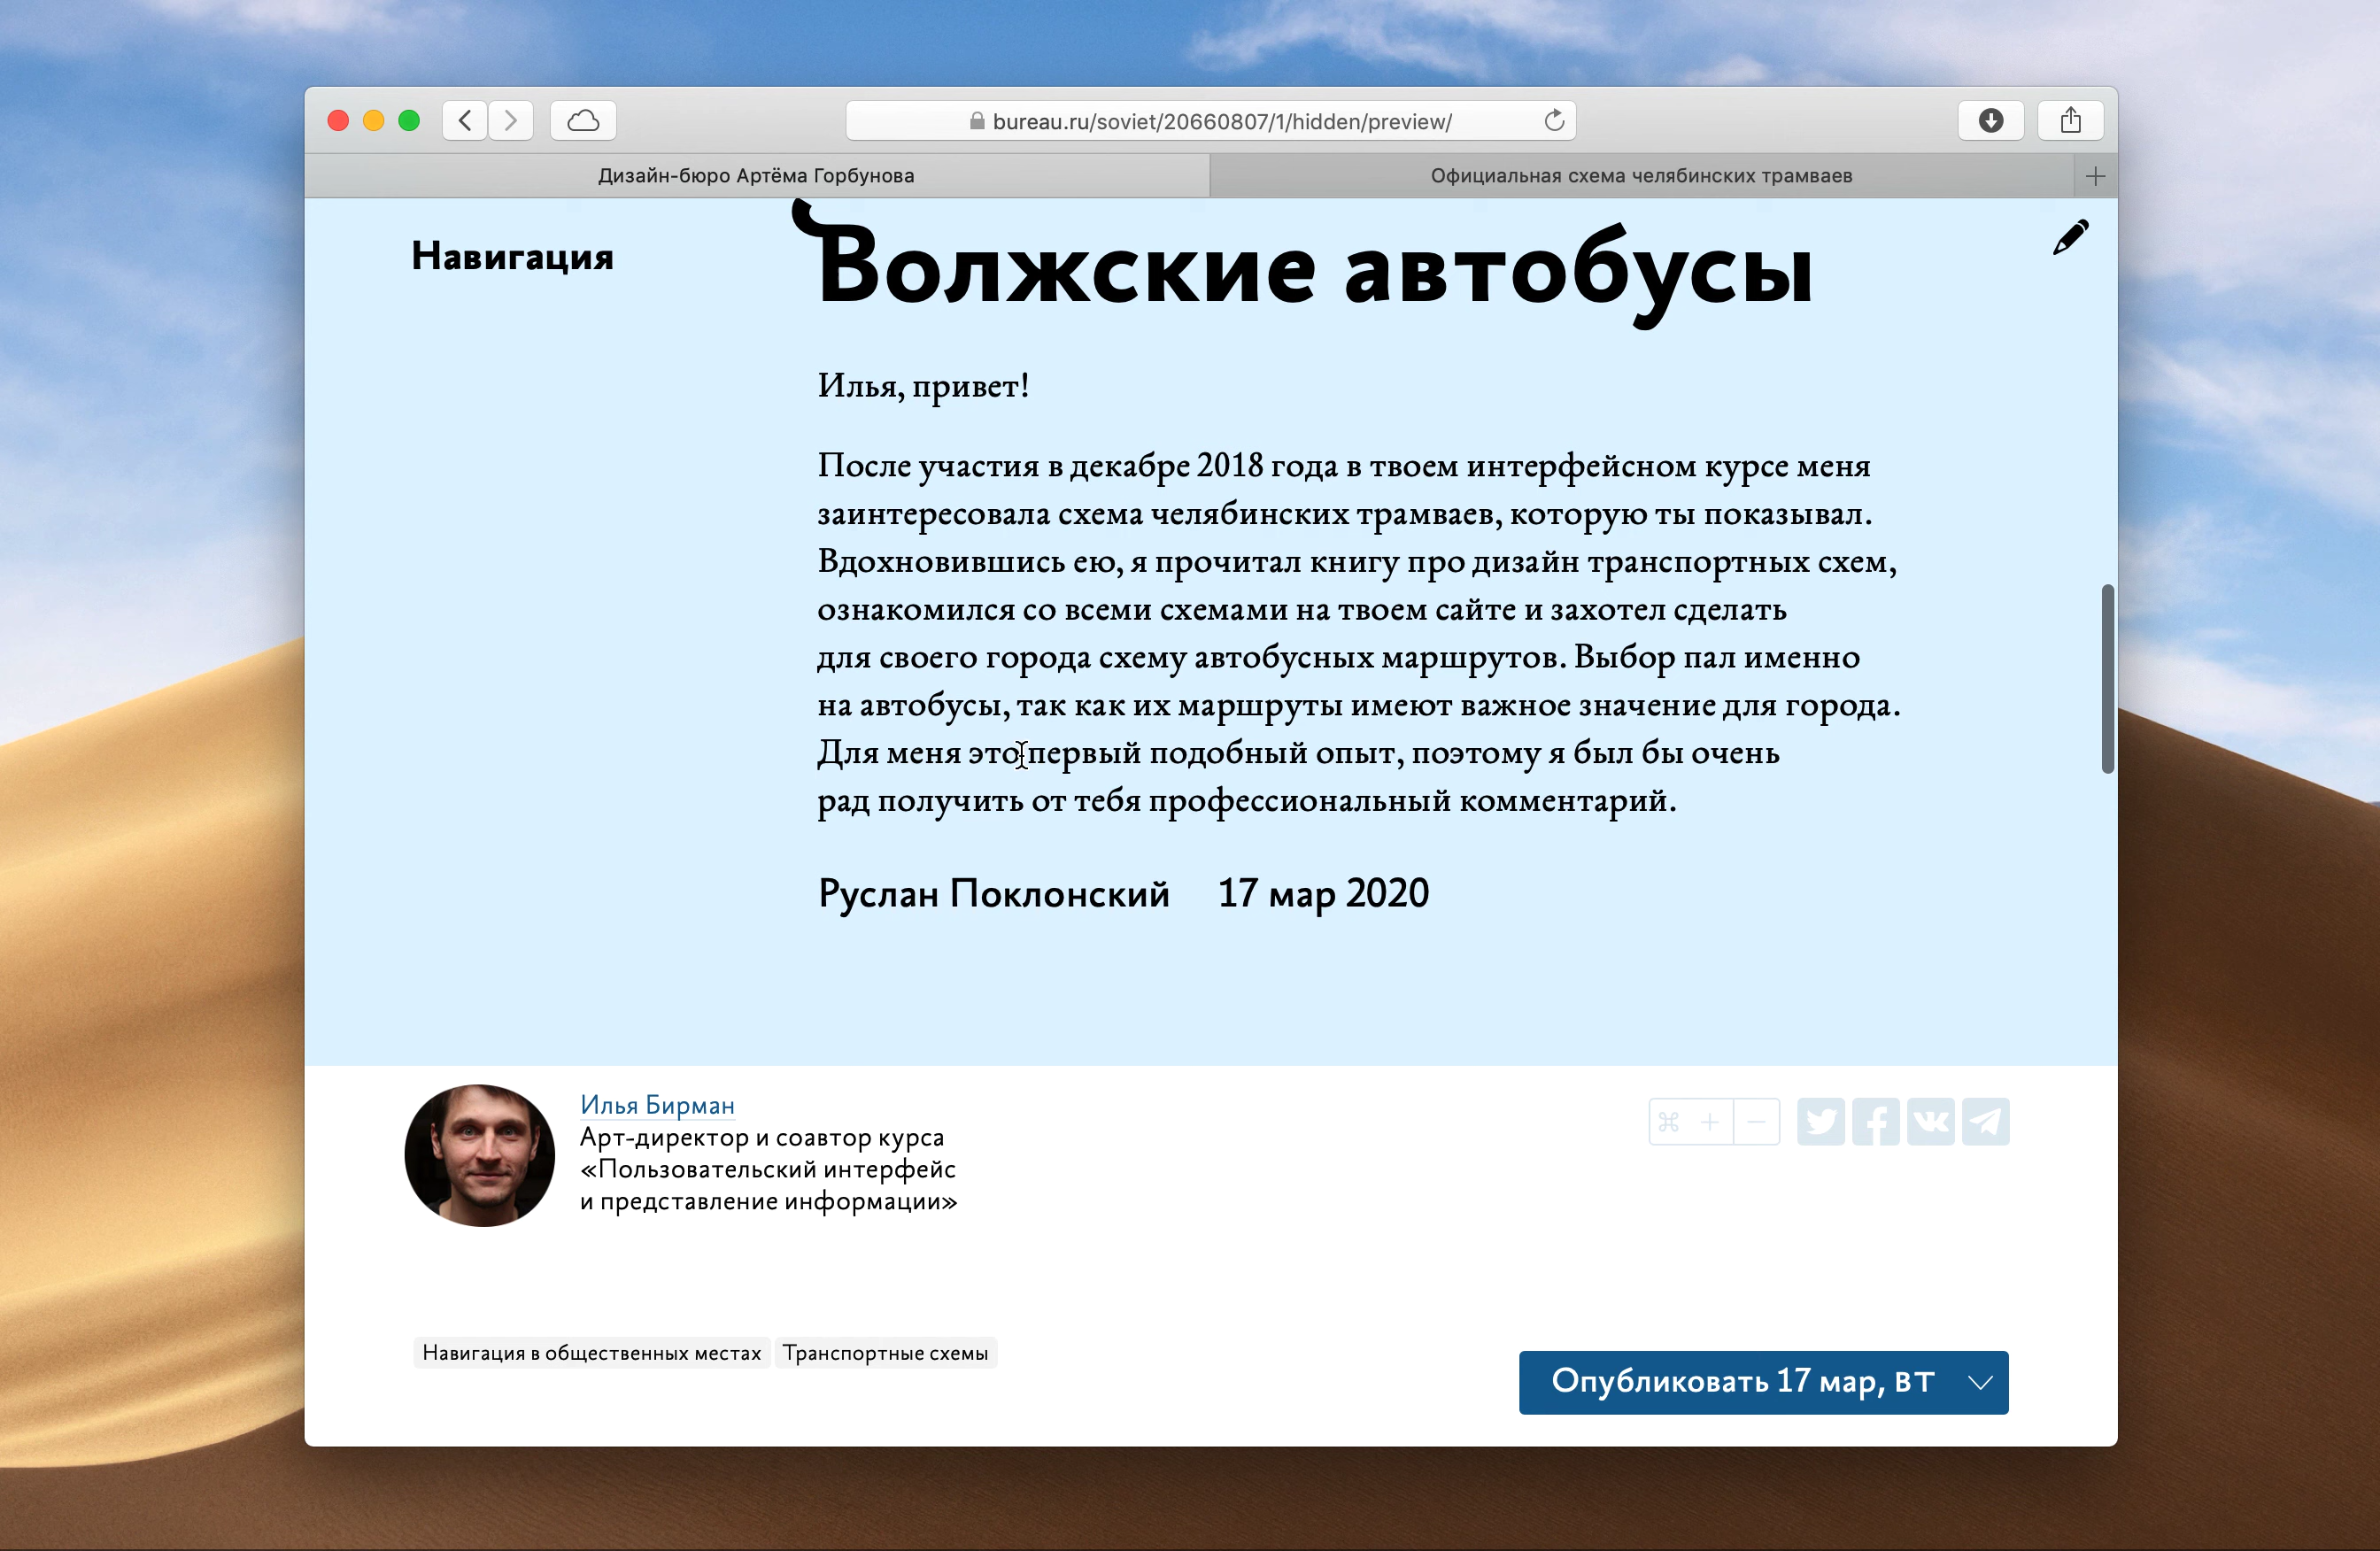 bureau.ru/soviet/20660807/1/hidden/preview/
Дизайн-бюро Артёма Горбунова
Официальная схема челябинских трамваев
Навигация
Волжские автобусы
Илья, привет!
После участия в декабре 2018 года в твоем интерфейсном курсе меня
заинтересовала схема челябинских трамваев, которую ты показывал.
Вдохновившись ею, я прочитал книгу про дизайн транспортных схем,
ознакомился со всеми схемами на твоем сайте и захотел сделать
для своего города схему автобусных маршрутов. Выбор пал именно
на автобусы, так как их маршруты имеют важное значение для города.
Для меня это первый подобный опыт, поэтому я был бы очень
рад получить от тебя профессиональный комментарий.
Руслан Поклонский 17 мар 2020
Илья Бирман
Арт-директор и соавтор курса
«Пользовательский интерфейс
и представление информации»
⌘ + −
Навигация в общественных местах Транспортные схемы
Опубликовать 17 мар, ВТ